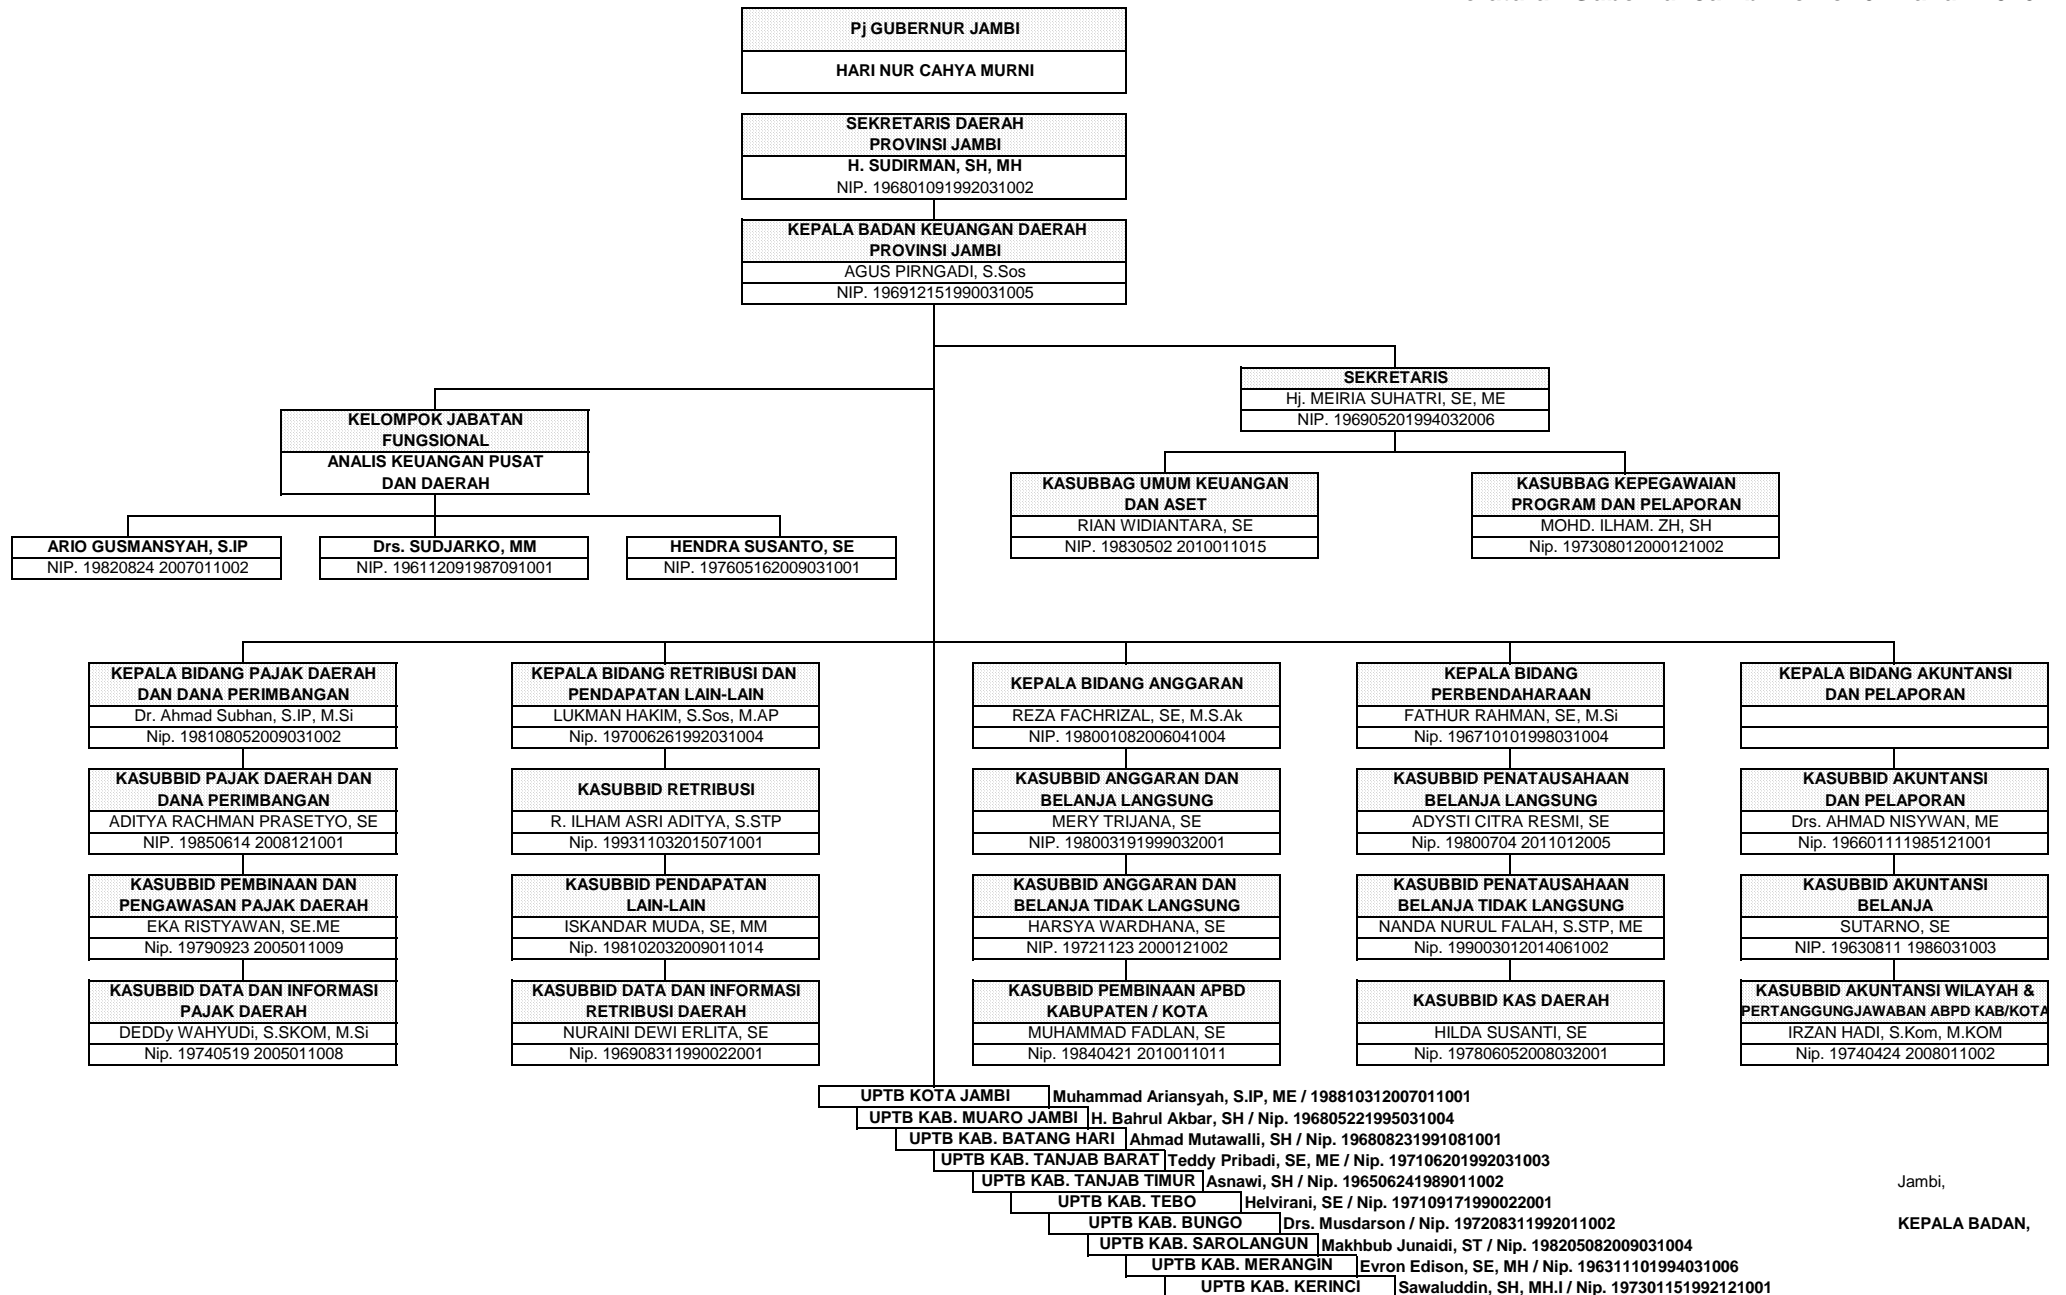 Pj GUBERNUR JAMBI
HARI NUR CAHYA MURNI
SEKRETARIS DAERAH
PROVINSI JAMBI
H. SUDIRMAN, SH, MH
NIP. 196801091992031002
KEPALA BADAN KEUANGAN DAERAH
PROVINSI JAMBI
AGUS PIRNGADI, S.Sos
NIP. 196912151990031005
SEKRETARIS
Hj. MEIRIA SUHATRI, SE, ME
NIP. 196905201994032006
KELOMPOK JABATAN
FUNGSIONAL
ANALIS KEUANGAN PUSAT
DAN DAERAH
KASUBBAG UMUM KEUANGAN
DAN ASET
RIAN WIDIANTARA, SE
NIP. 19830502 2010011015
KASUBBAG KEPEGAWAIAN
PROGRAM DAN PELAPORAN
MOHD. ILHAM. ZH, SH
Nip. 197308012000121002
ARIO GUSMANSYAH, S.IP
NIP. 19820824 2007011002
Drs. SUDJARKO, MM
NIP. 196112091987091001
HENDRA SUSANTO, SE
NIP. 197605162009031001
KEPALA BIDANG PAJAK DAERAH
DAN DANA PERIMBANGAN
Dr. Ahmad Subhan, S.IP, M.Si
Nip. 198108052009031002
KEPALA BIDANG RETRIBUSI DAN
PENDAPATAN LAIN-LAIN
LUKMAN HAKIM, S.Sos, M.AP
Nip. 197006261992031004
KEPALA BIDANG ANGGARAN
REZA FACHRIZAL, SE, M.S.Ak
NIP. 198001082006041004
KEPALA BIDANG
PERBENDAHARAAN
FATHUR RAHMAN, SE, M.Si
Nip. 196710101998031004
KEPALA BIDANG AKUNTANSI
DAN PELAPORAN
KASUBBID PAJAK DAERAH DAN
DANA PERIMBANGAN
ADITYA RACHMAN PRASETYO, SE
NIP. 19850614 2008121001
KASUBBID RETRIBUSI
R. ILHAM ASRI ADITYA, S.STP
Nip. 199311032015071001
KASUBBID ANGGARAN DAN
BELANJA LANGSUNG
MERY TRIJANA, SE
NIP. 198003191999032001
KASUBBID PENATAUSAHAAN
BELANJA LANGSUNG
ADYSTI CITRA RESMI, SE
Nip. 19800704 2011012005
KASUBBID AKUNTANSI
DAN PELAPORAN
Drs. AHMAD NISYWAN, ME
Nip. 196601111985121001
KASUBBID PEMBINAAN DAN
PENGAWASAN PAJAK DAERAH
EKA RISTYAWAN, SE.ME
Nip. 19790923 2005011009
KASUBBID PENDAPATAN
LAIN-LAIN
ISKANDAR MUDA, SE, MM
Nip. 198102032009011014
KASUBBID ANGGARAN DAN
BELANJA TIDAK LANGSUNG
HARSYA WARDHANA, SE
NIP. 19721123 2000121002
KASUBBID PENATAUSAHAAN
BELANJA TIDAK LANGSUNG
NANDA NURUL FALAH, S.STP, ME
Nip. 199003012014061002
KASUBBID AKUNTANSI
BELANJA
SUTARNO, SE
NIP. 19630811 1986031003
KASUBBID DATA DAN INFORMASI
PAJAK DAERAH
DEDDy WAHYUDi, S.SKOM, M.Si
Nip. 19740519 2005011008
KASUBBID DATA DAN INFORMASI
RETRIBUSI DAERAH
NURAINI DEWI ERLITA, SE
Nip. 196908311990022001
KASUBBID PEMBINAAN APBD
KABUPATEN / KOTA
MUHAMMAD FADLAN, SE
Nip. 19840421 2010011011
KASUBBID KAS DAERAH
HILDA SUSANTI, SE
Nip. 197806052008032001
KASUBBID AKUNTANSI WILAYAH &
PERTANGGUNGJAWABAN ABPD KAB/KOTA
IRZAN HADI, S.Kom, M.KOM
Nip. 19740424 2008011002
UPTB KOTA JAMBI Muhammad Ariansyah, S.IP, ME / 198810312007011001
UPTB KAB. MUARO JAMBI H. Bahrul Akbar, SH / Nip. 196805221995031004
UPTB KAB. BATANG HARI Ahmad Mutawalli, SH / Nip. 196808231991081001
UPTB KAB. TANJAB BARAT Teddy Pribadi, SE, ME / Nip. 197106201992031003
UPTB KAB. TANJAB TIMUR Asnawi, SH / Nip. 196506241989011002
Jambi,
UPTB KAB. TEBO Helvirani, SE / Nip. 197109171990022001
UPTB KAB. BUNGO Drs. Musdarson / Nip. 197208311992011002
KEPALA BADAN,
UPTB KAB. SAROLANGUN Makhbub Junaidi, ST / Nip. 198205082009031004
UPTB KAB. MERANGIN Evron Edison, SE, MH / Nip. 196311101994031006
UPTB KAB. KERINCI Sawaluddin, SH, MH.I / Nip. 197301151992121001